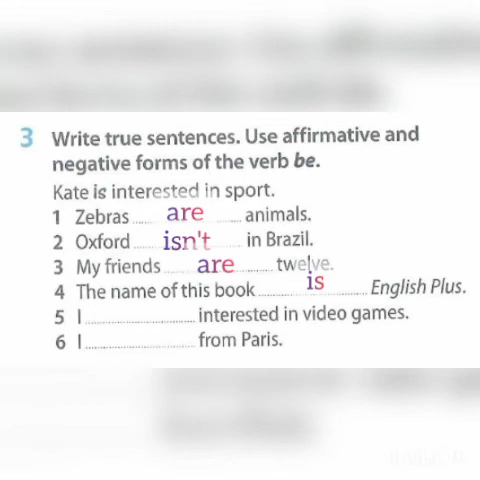 3 Write true sentences. Use affirmative and
negative forms of the verb be.
Kate is interested in sport.
1 Zebras are animals.
2 Oxford isn't in Brazil.
3 My friends are twelve.
4 The name of this book is English Plus.
5 I interested in video games.
6 I from Paris.